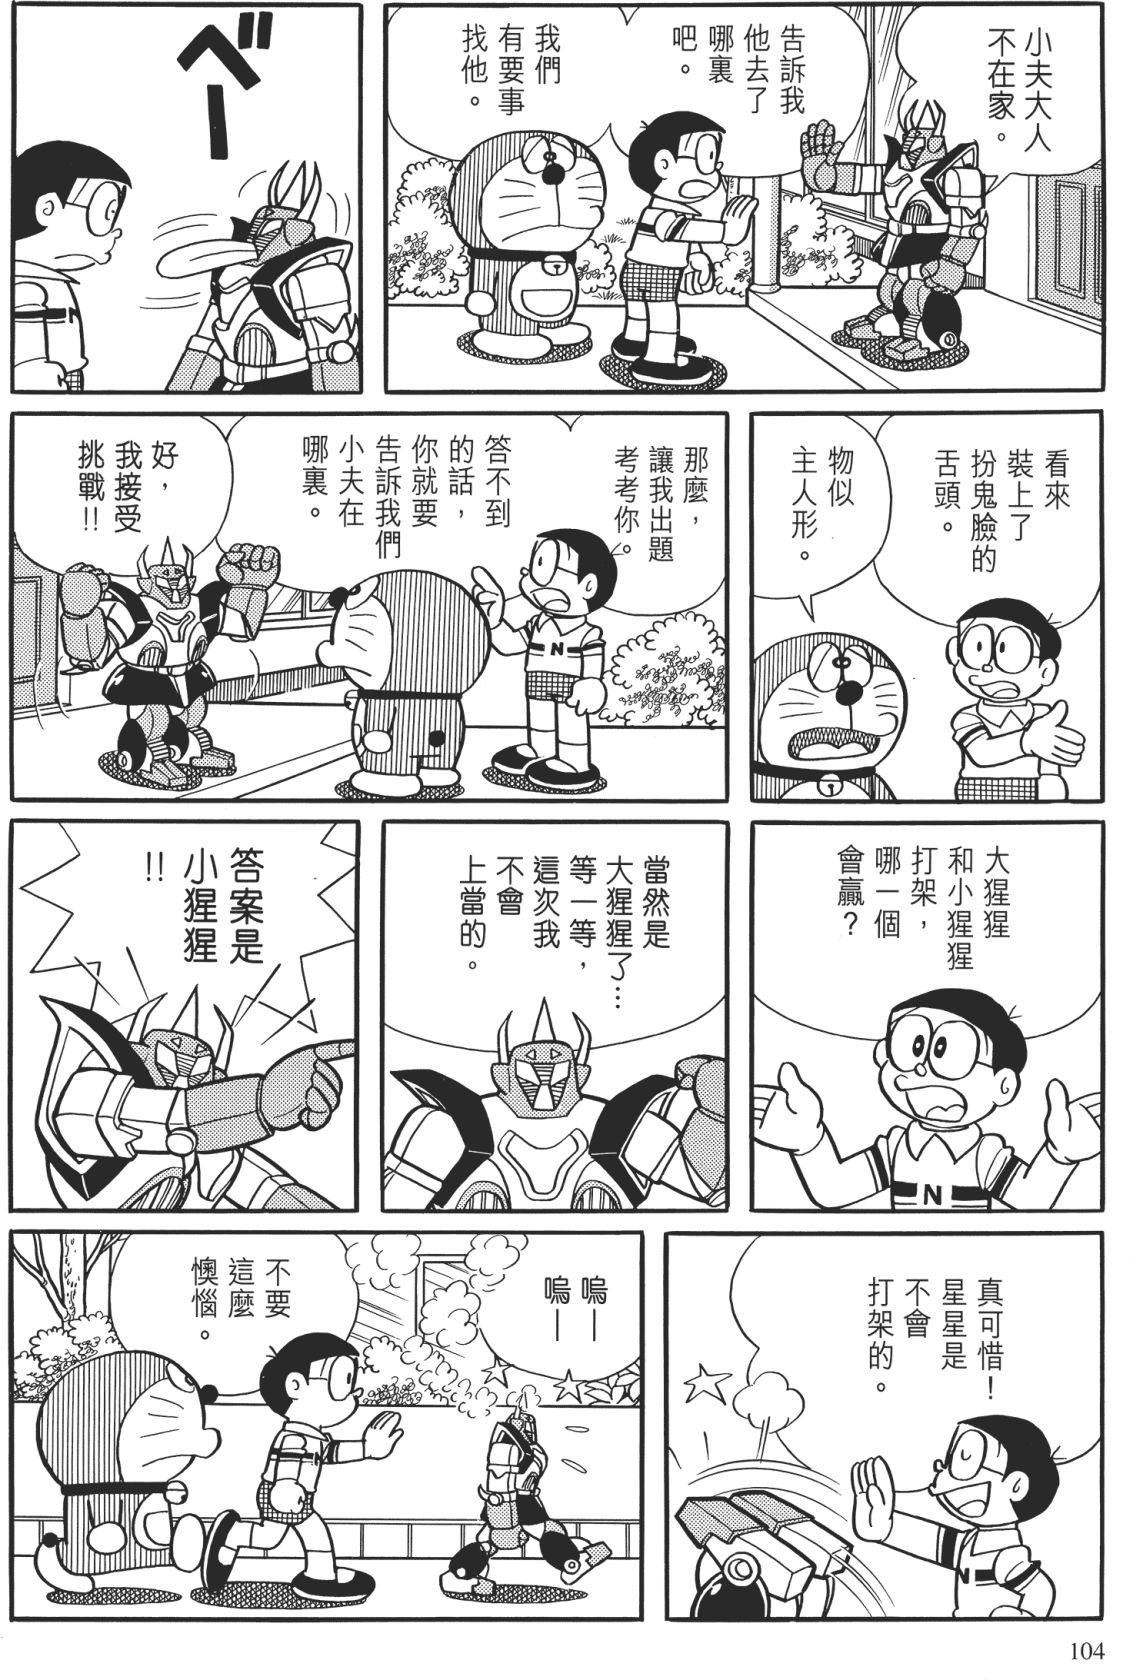 小夫大人
不在家。
告訴我
他去了
哪裏
吧。
我們
有要事
找他。
べー
看來
裝上了
扮鬼臉的
舌頭。
物似
主人形。
那麼，
讓我出題
考考你。
答不到
的話，
你就要
告訴我們
小夫在
哪裏。
好，
我接受
挑戰!!
大猩猩
和小猩猩
打架，
哪一個
會贏？
當然是
大猩猩了…
等一等，
這次我
不會
上當的。
答案是
小猩猩
!!
真可惜！
星星是
不會
打架的。
嗚—
嗚—
不要
這麼
懊惱。
N
N
N
N
104